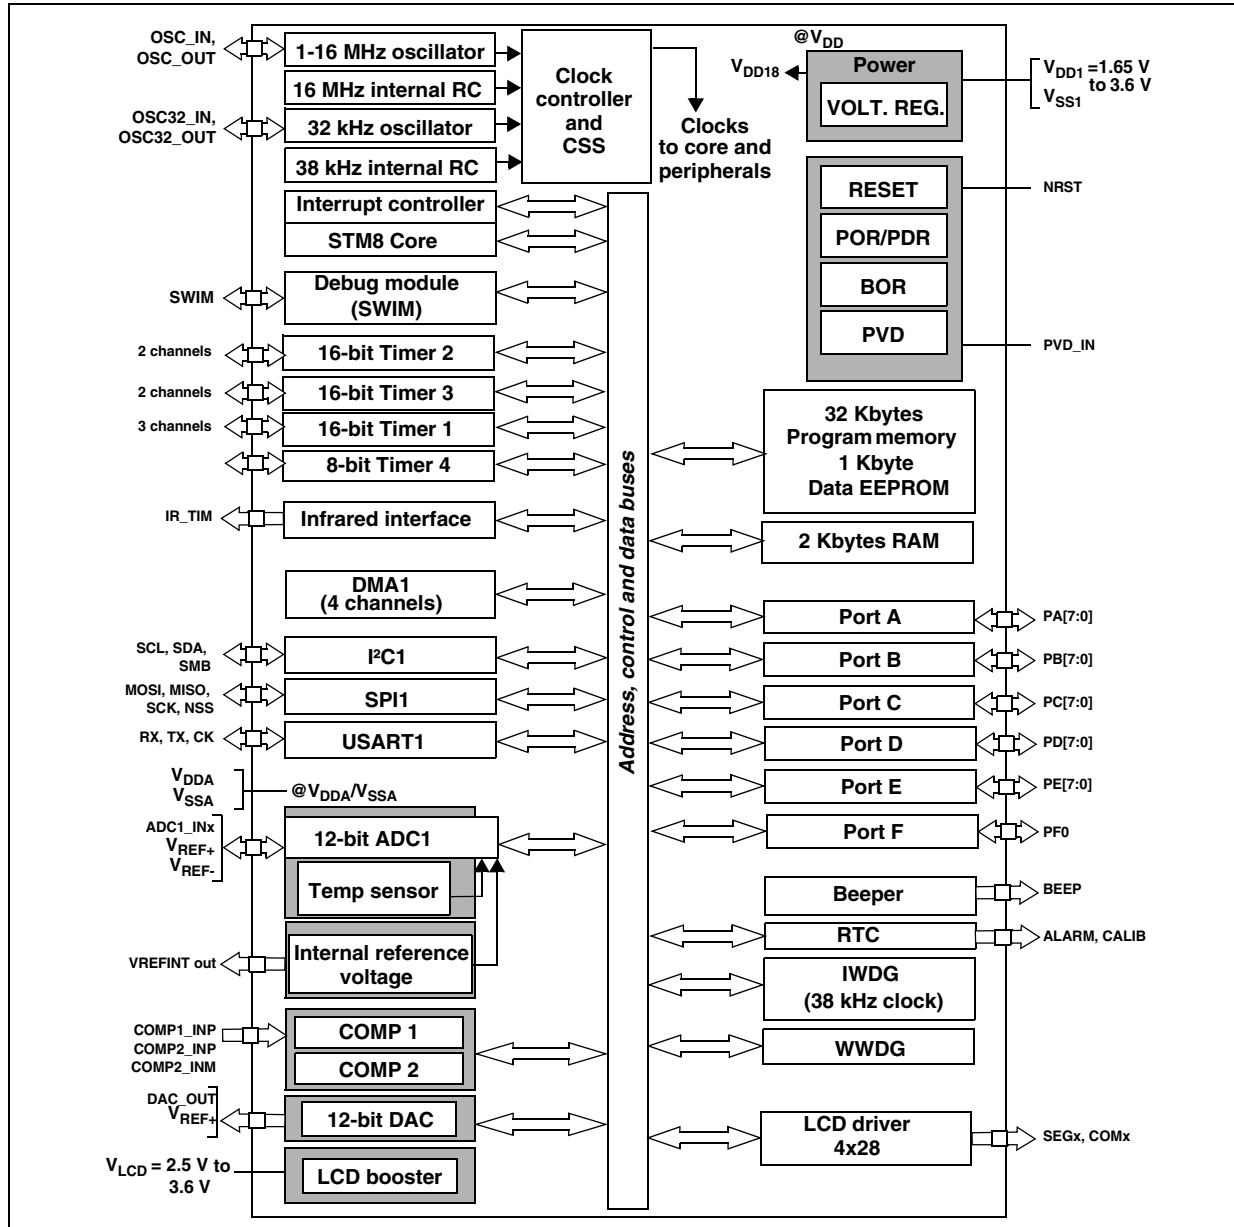 OSC_IN,
OSC_OUT
1-16 MHz oscillator
16 MHz internal RC
OSC32_IN,
OSC32_OUT
32 kHz oscillator
38 kHz internal RC
Clock
controller
and
CSS
Clocks
to core and
peripherals
@VDD
VDD18
Power
VOLT. REG.
VDD1 =1.65 V
to 3.6 V
VSS1
RESET
NRST
POR/PDR
BOR
PVD
PVD_IN
Interrupt controller
STM8 Core
SWIM
Debug module
(SWIM)
2 channels
16-bit Timer 2
2 channels
16-bit Timer 3
3 channels
16-bit Timer 1
8-bit Timer 4
IR_TIM
Infrared interface
DMA1
(4 channels)
SCL, SDA,
SMB
I²C1
MOSI, MISO,
SCK, NSS
SPI1
RX, TX, CK
USART1
VDDA
VSSA
@VDDA/VSSA
ADC1_INx
VREF+
VREF-
12-bit ADC1
Temp sensor
VREFINT out
Internal reference
voltage
COMP1_INP
COMP2_INP
COMP2_INM
COMP 1
COMP 2
DAC_OUT
VREF+
12-bit DAC
VLCD = 2.5 V to
3.6 V
LCD booster
Address, control and data buses
32 Kbytes
Program memory
1 Kbyte
Data EEPROM
2 Kbytes RAM
Port A
PA[7:0]
Port B
PB[7:0]
Port C
PC[7:0]
Port D
PD[7:0]
Port E
PE[7:0]
Port F
PF0
Beeper
BEEP
RTC
ALARM, CALIB
IWDG
(38 kHz clock)
WWDG
LCD driver
4x28
SEGx, COMx